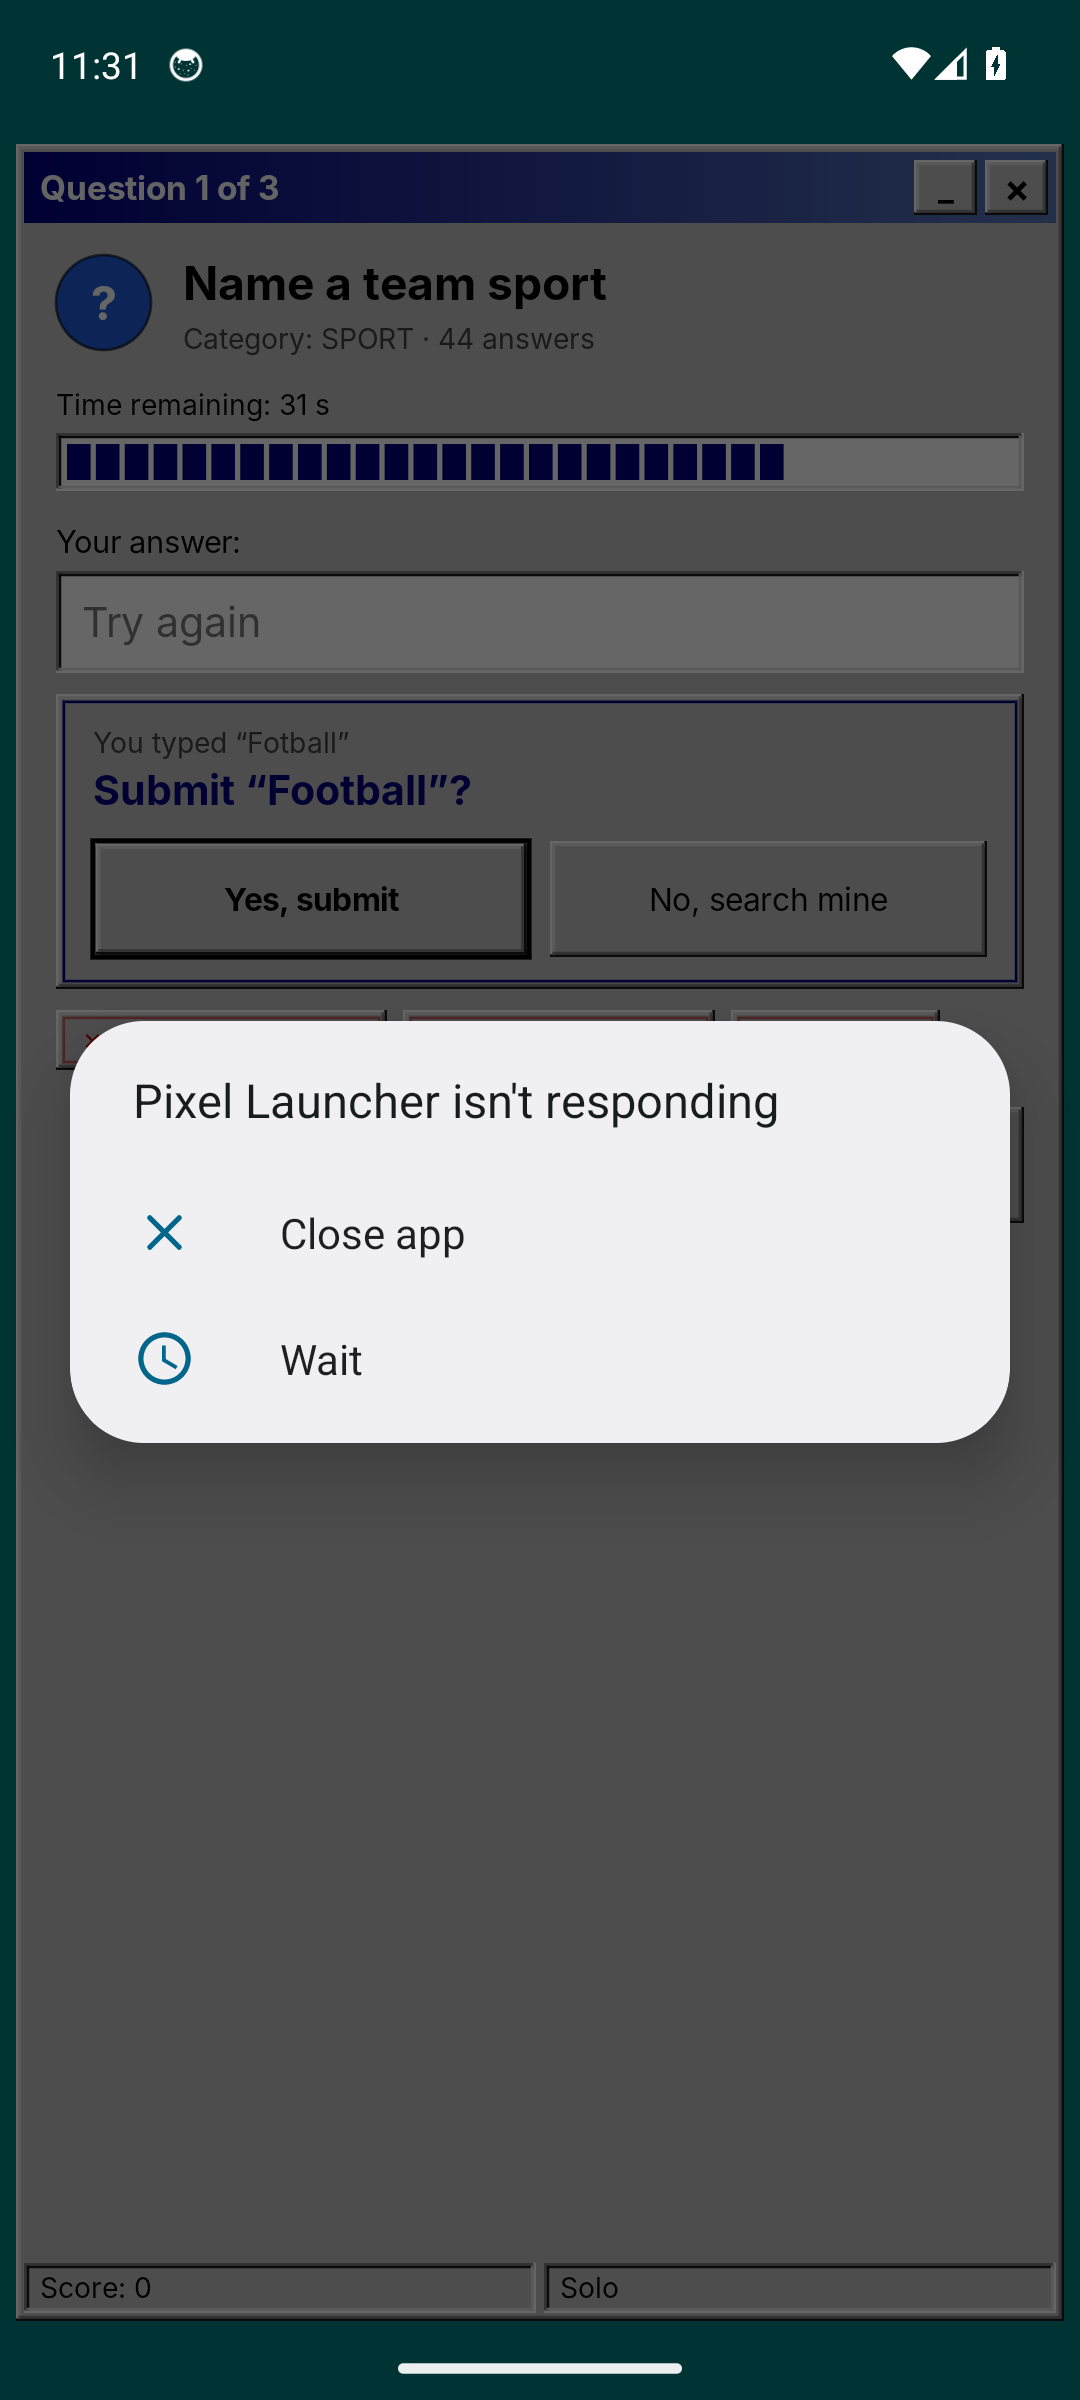 11:31
Question 1 of 3
Name a team sport
Category: SPORT · 44 answers
Time remaining: 31 s
Your answer:
Try again
You typed “Fotball”
Submit “Football”?
Yes, submit
No, search mine
Pixel Launcher isn't responding
Close app
Wait
Score: 0
Solo